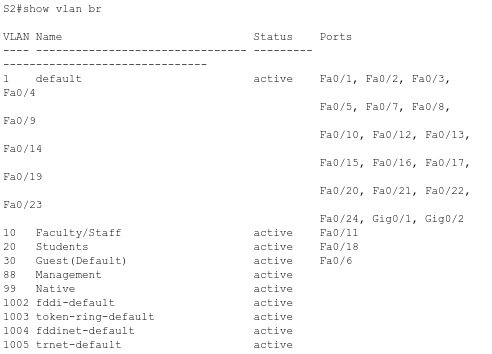 S2#show vlan br
VLAN Name                             Status    Ports
---- -------------------------------- ---------
-------------------------------
1    default                          active    Fa0/1, Fa0/2, Fa0/3,
Fa0/4
                                                Fa0/5, Fa0/7, Fa0/8,
Fa0/9
                                                Fa0/10, Fa0/12, Fa0/13,
Fa0/14
                                                Fa0/15, Fa0/16, Fa0/17,
Fa0/19
                                                Fa0/20, Fa0/21, Fa0/22,
Fa0/23
                                                Fa0/24, Gig0/1, Gig0/2
10   Faculty/Staff                    active    Fa0/11
20   Students                         active    Fa0/18
30   Guest(Default)                   active    Fa0/6
88   Management                       active
99   Native                           active
1002 fddi-default                     active
1003 token-ring-default               active
1004 fddinet-default                  active
1005 trnet-default                    active